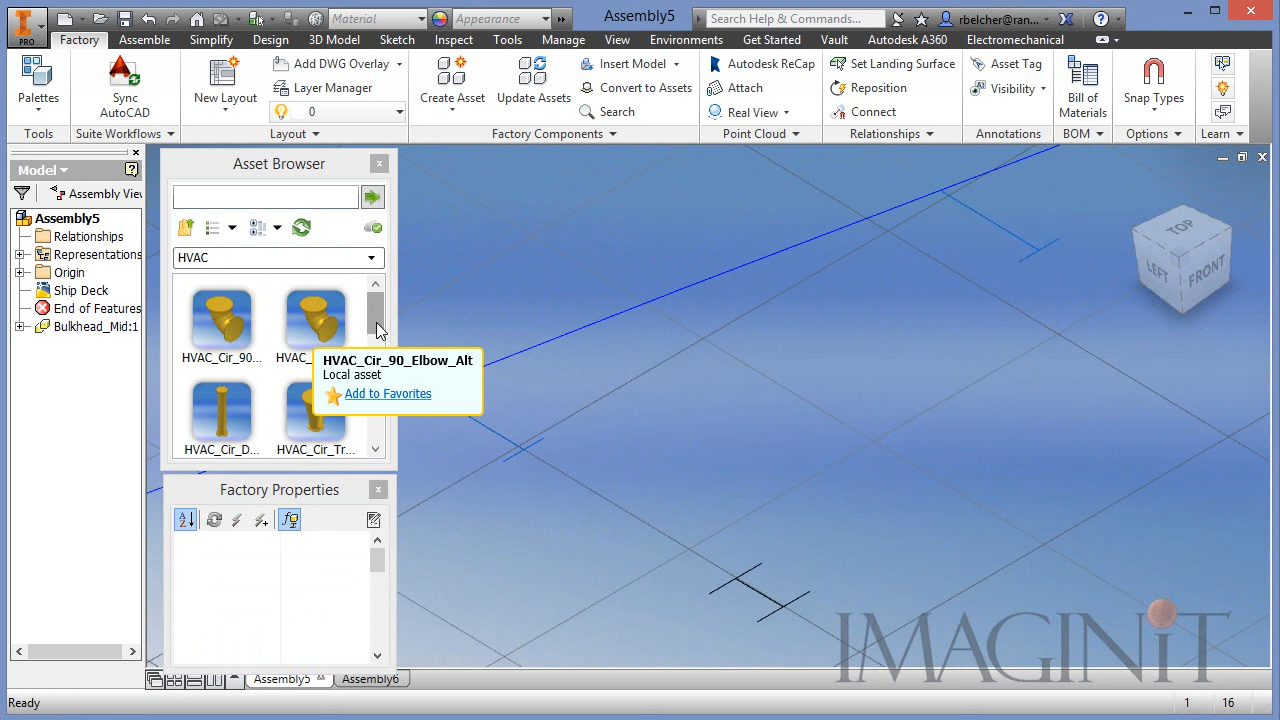 PRO
Material
Appearance
Assembly5
Search Help & Commands...
rbelcher@ran...
Factory Assemble Simplify Design 3D Model Sketch Inspect Tools Manage View Environments Get Started Vault Autodesk A360 Electromechanical
Palettes
Tools
Sync
AutoCAD
Suite Workflows
New Layout
Add DWG Overlay
Layer Manager
0
Layout
Create Asset
Update Assets
Insert Model
Convert to Assets
Search
Factory Components
Autodesk ReCap
Attach
Real View
Point Cloud
Set Landing Surface
Reposition
Connect
Relationships
Asset Tag
Visibility
Annotations
Bill of
Materials
BOM
Snap Types
Options
Learn
Model
Assembly View
Assembly5
Relationships
Representations
Origin
Ship Deck
End of Features
Bulkhead_Mid:1
Asset Browser
HVAC
HVAC_Cir_90...
HVAC_
HVAC_Cir_90_Elbow_Alt
Local asset
Add to Favorites
HVAC_Cir_D...
HVAC_Cir_Tr...
Factory Properties
TOP
LEFT
FRONT
IMAGINiT
Assembly5
Assembly6
Ready
1
16